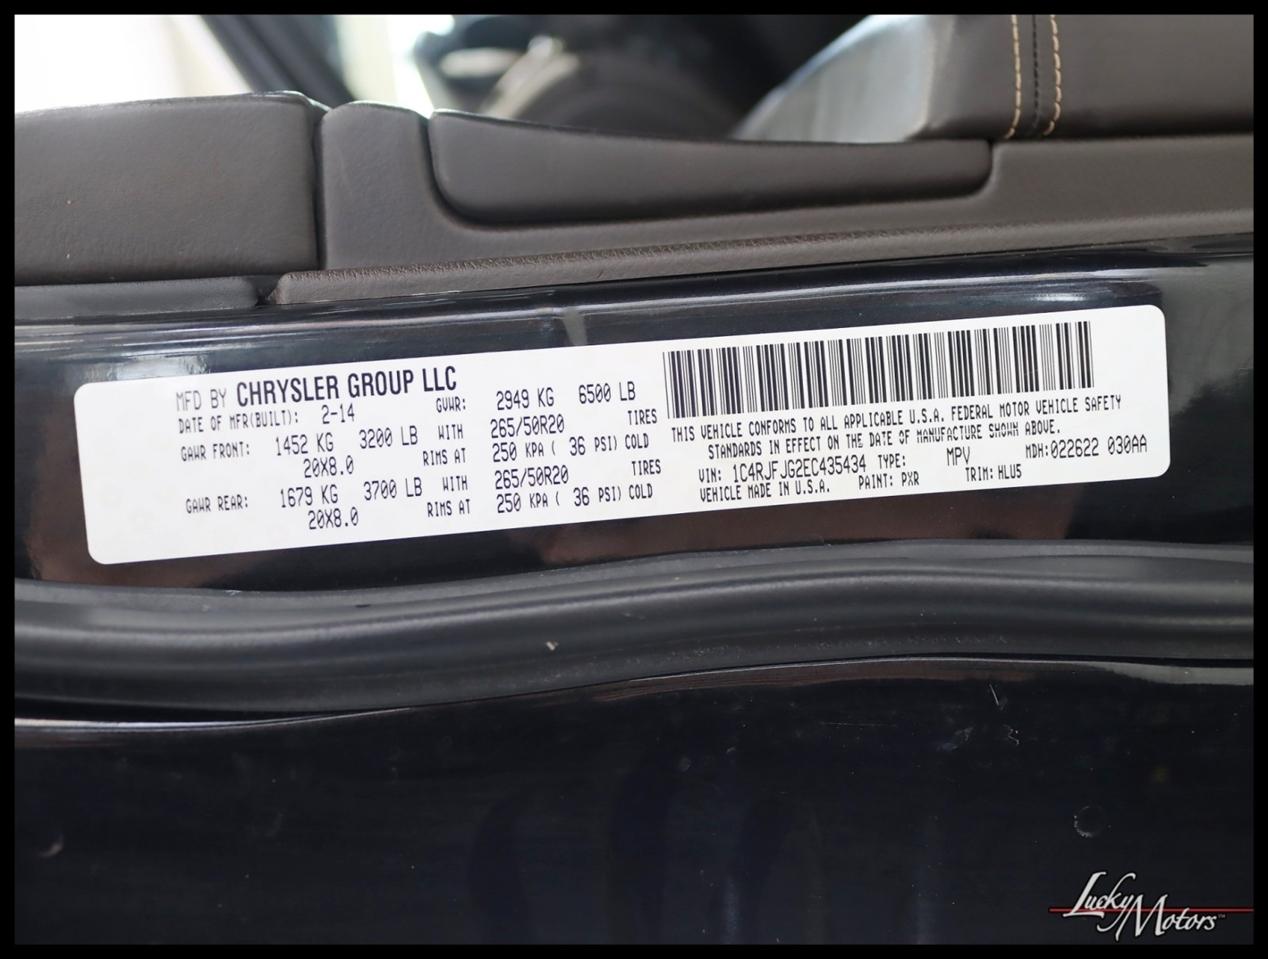 MFD BY CHRYSLER GROUP LLC
DATE OF MFR(BUILT): 2-14 GVWR: 2949 KG 6500 LB
GAWR FRONT: 1452 KG 3200 LB WITH 265/50R20 TIRES
20X8.0 RIMS AT 250 KPA ( 36 PSI) COLD
GAWR REAR: 1679 KG 3700 LB WITH 265/50R20 TIRES
20X8.0 RIMS AT 250 KPA ( 36 PSI) COLD
THIS VEHICLE CONFORMS TO ALL APPLICABLE U.S.A. FEDERAL MOTOR VEHICLE SAFETY
STANDARDS IN EFFECT ON THE DATE OF MANUFACTURE SHOWN ABOVE.
VIN: 1C4RJFJG2EC435434 TYPE: MPV MDH:022622 030AA
VEHICLE MADE IN U.S.A. PAINT: PXR TRIM: HLU5
Lucky Motors™